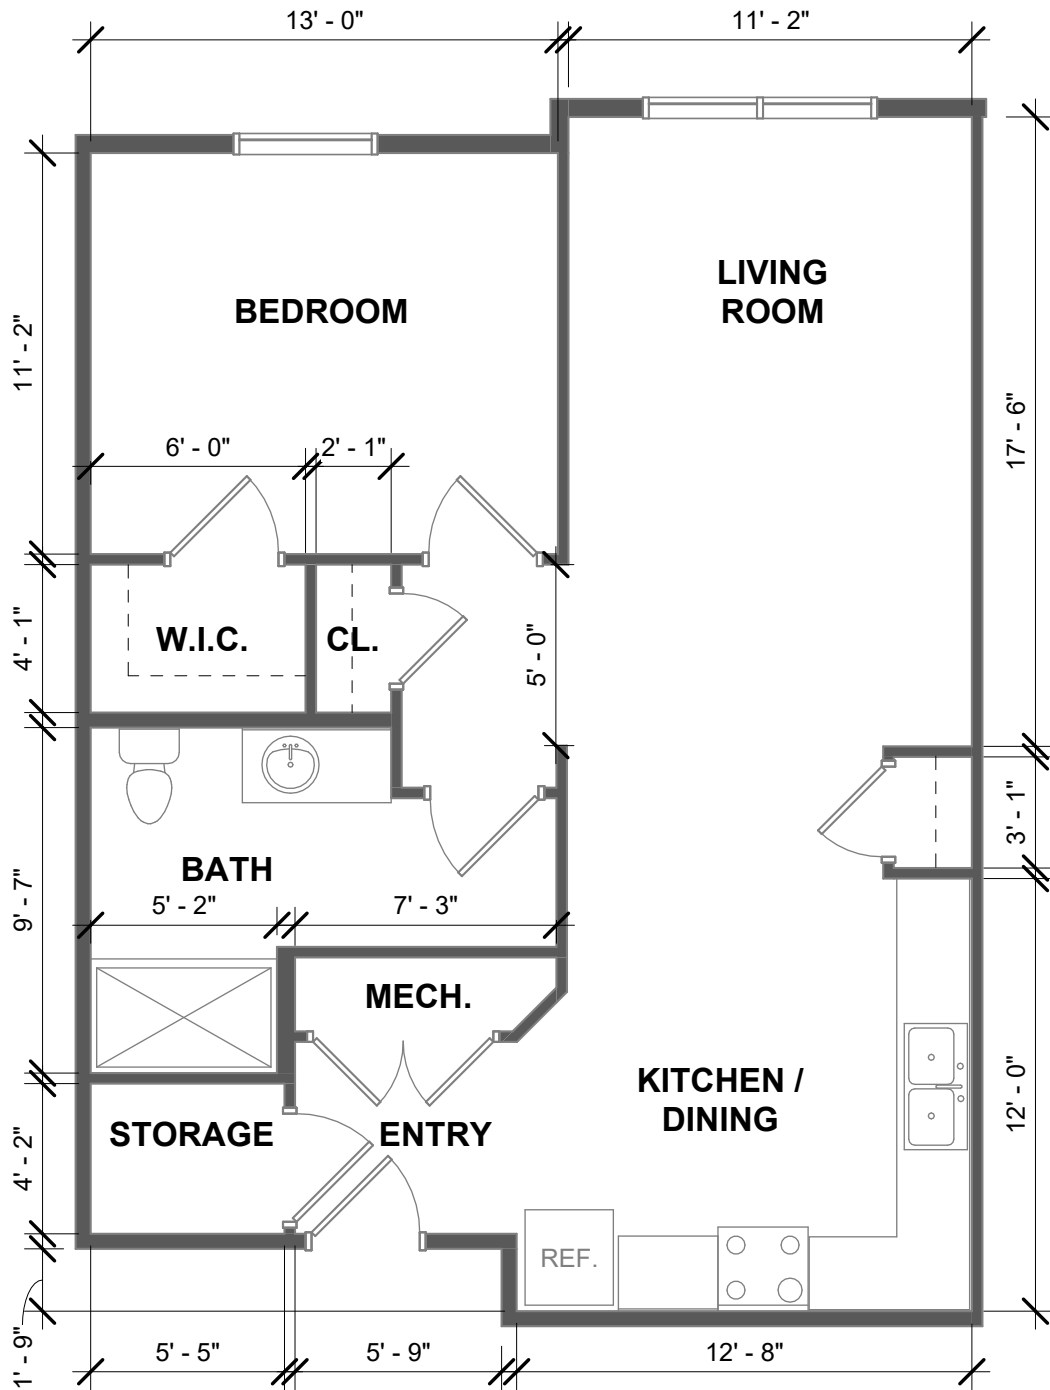 13' - 0"
11' - 2"
LIVING
ROOM
BEDROOM
11' - 2"
17' - 6"
6' - 0"
2' - 1"
4' - 1"
W.I.C.
CL.
5' - 0"
3' - 1"
BATH
9' - 7"
5' - 2"
7' - 3"
MECH.
KITCHEN /
DINING
12' - 0"
STORAGE
ENTRY
4' - 2"
REF.
1' - 9"
5' - 5"
5' - 9"
12' - 8"